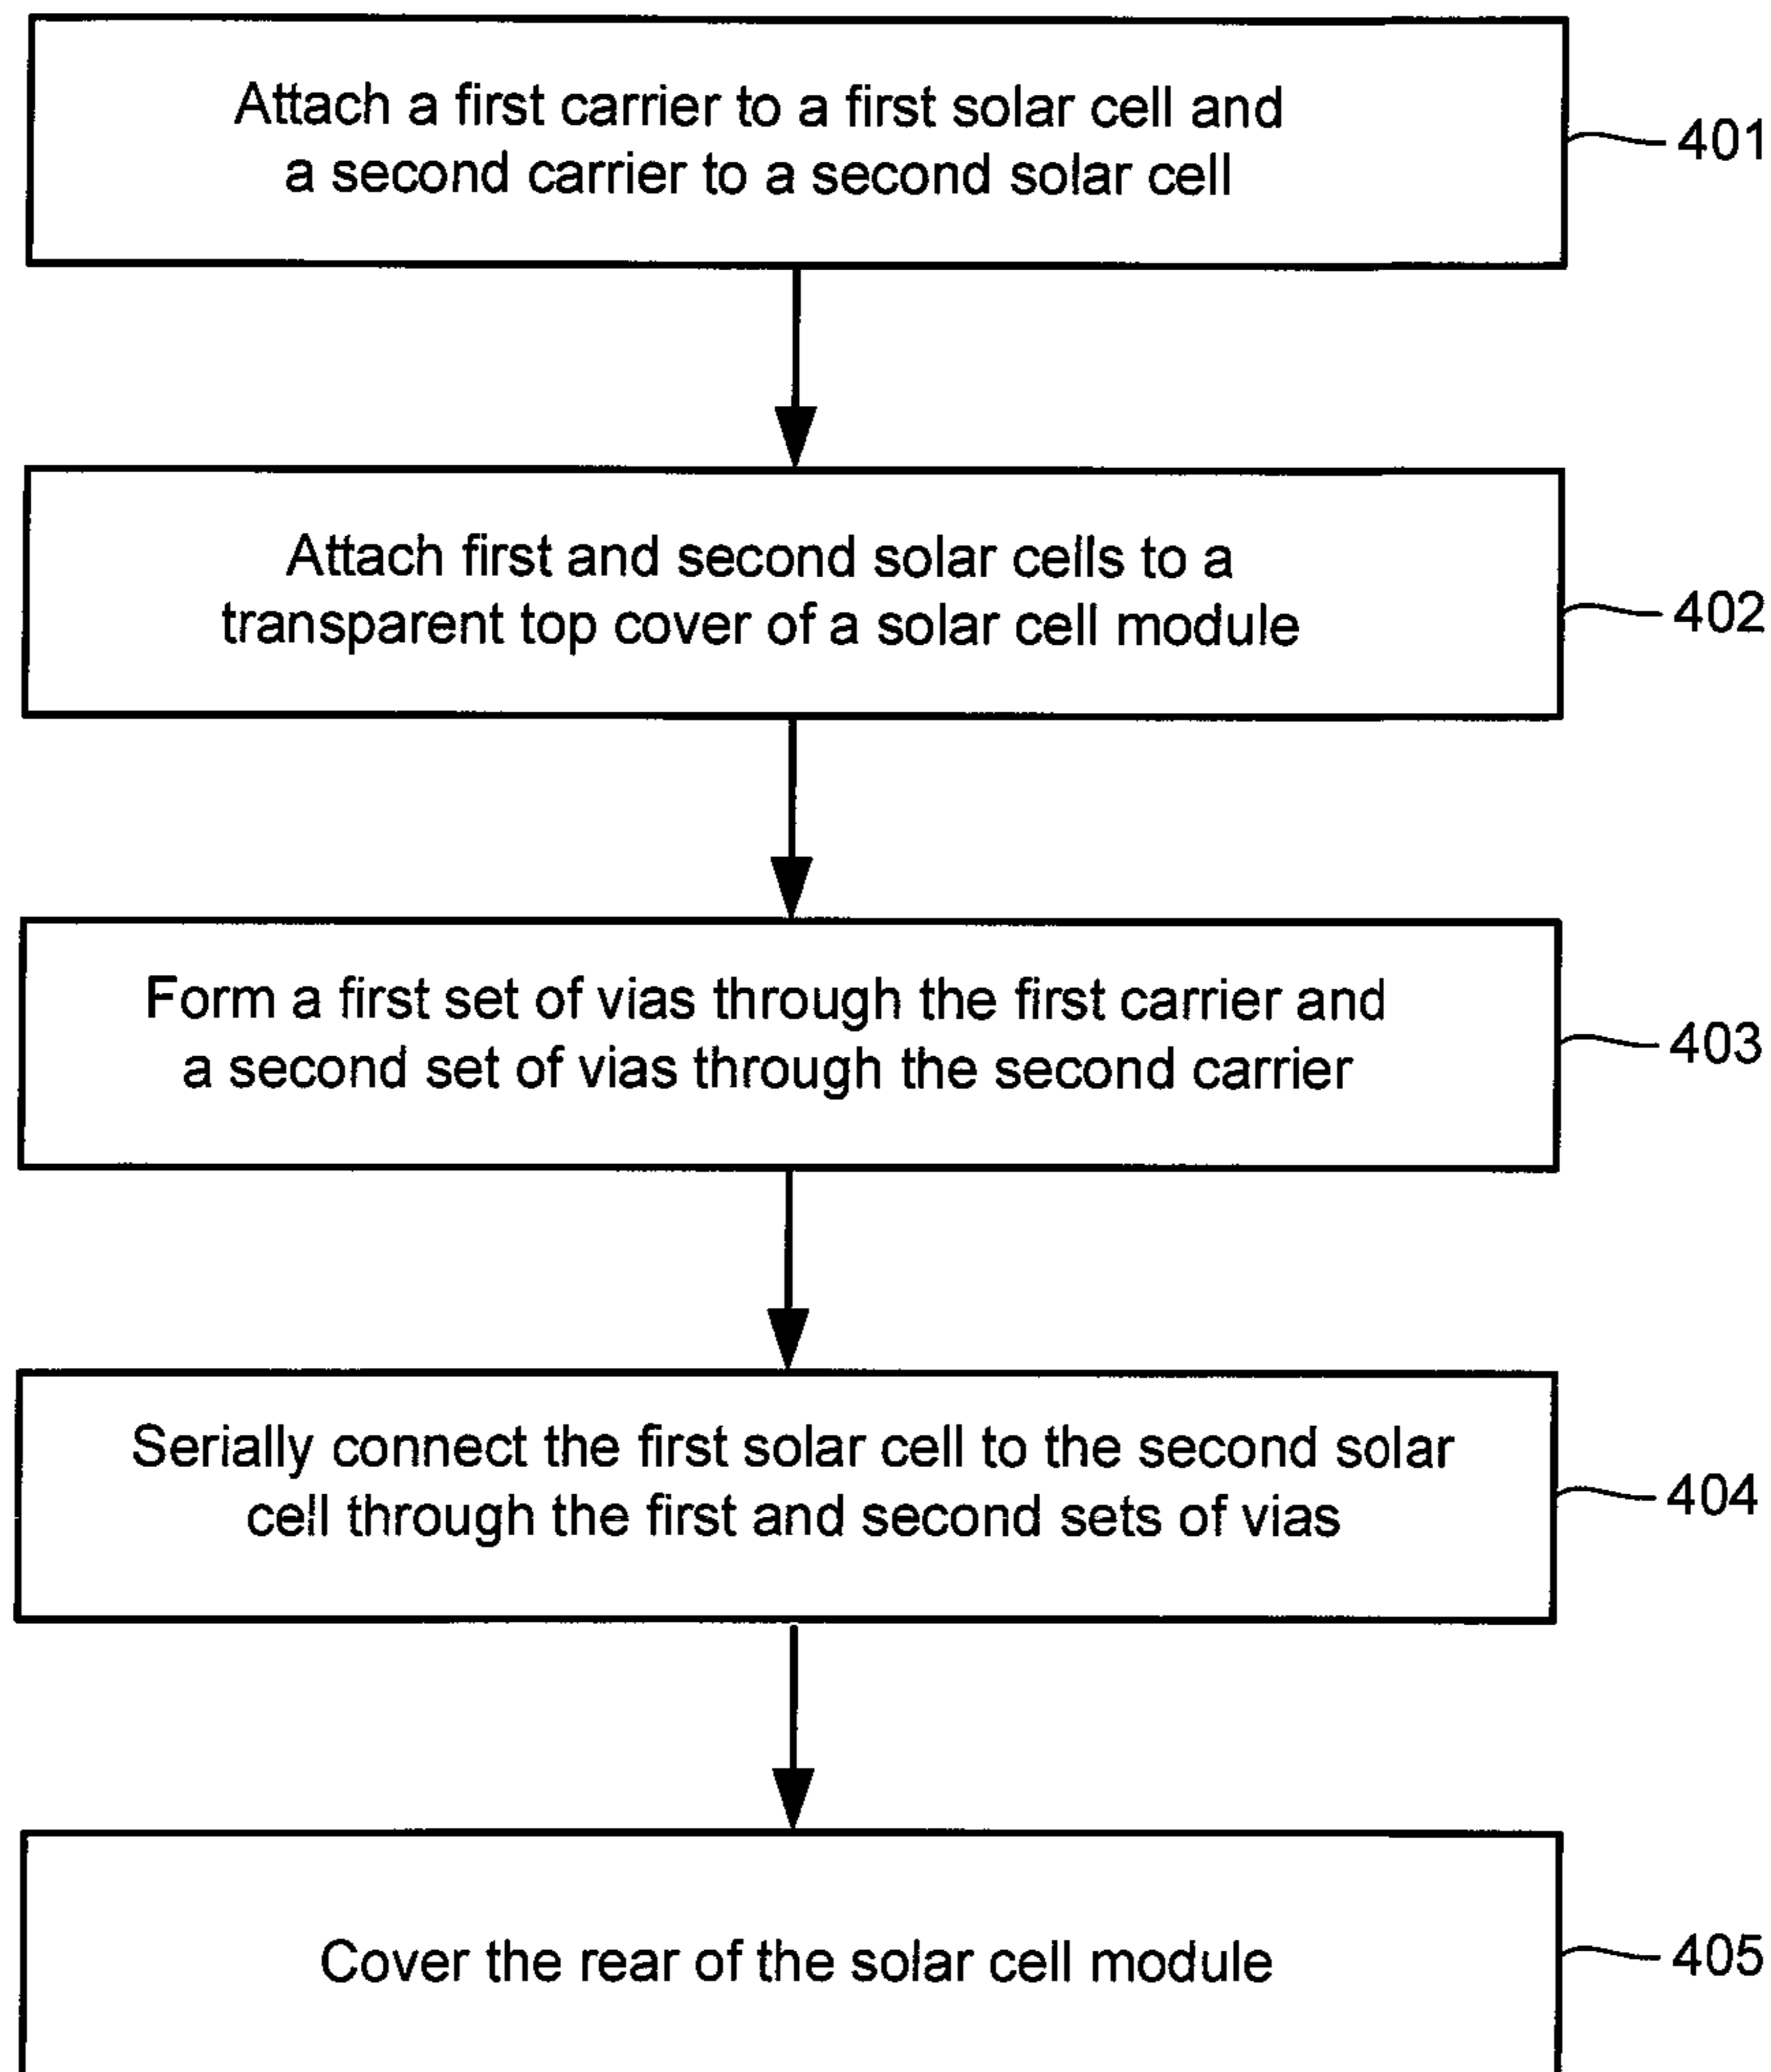 Attach a first carrier to a first solar cell and
a second carrier to a second solar cell
401
Attach first and second solar cells to a
transparent top cover of a solar cell module
402
Form a first set of vias through the first carrier and
a second set of vias through the second carrier
403
Serially connect the first solar cell to the second solar
cell through the first and second sets of vias
404
Cover the rear of the solar cell module
405